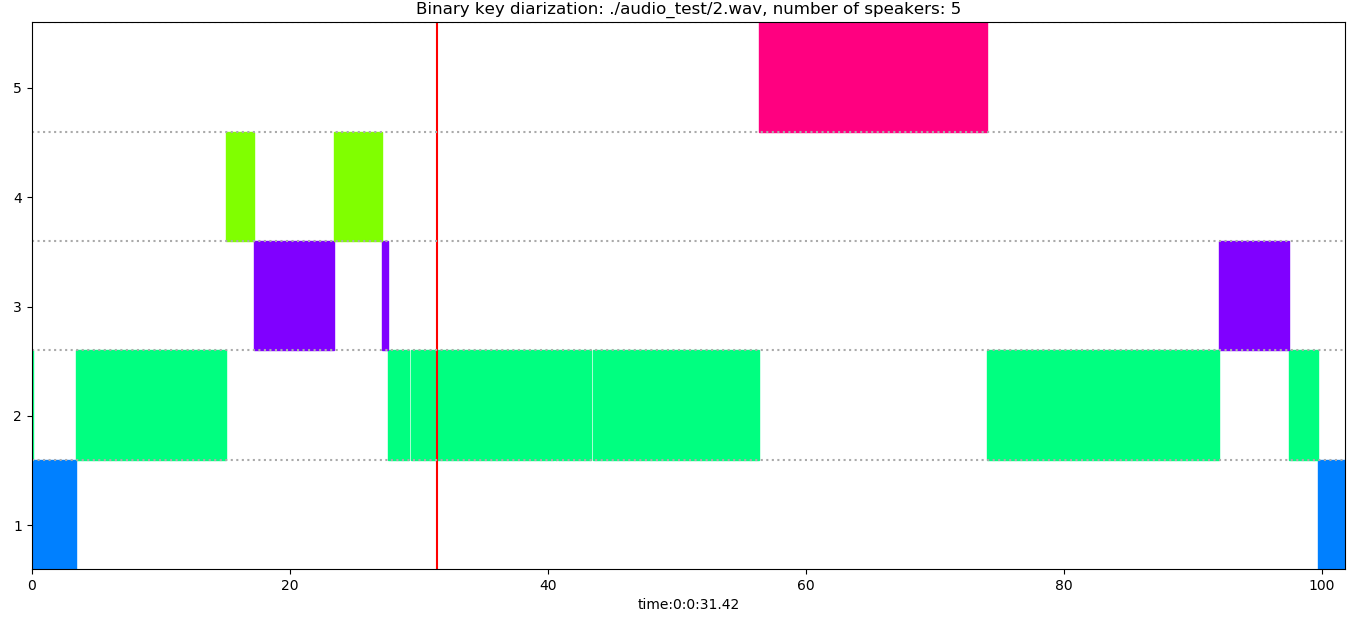 Binary key diarization: ./audio_test/2.wav, number of speakers: 5
5
4
3
2
1
0 20 40 60 80 100
time:0:0:31.42